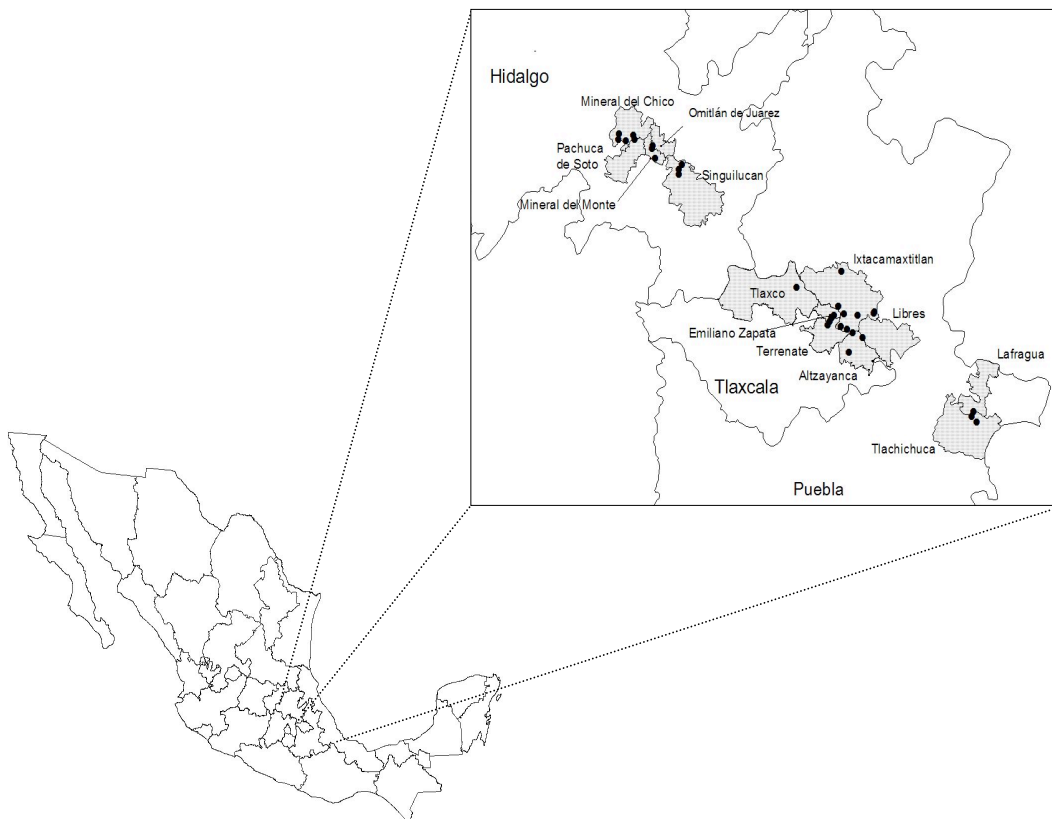 Hidalgo
Mineral del Chico
Omitlán de Juarez
Pachuca
de Soto
Singuilucan
Mineral del Monte
Ixtacamaxtitlan
Tlaxco
Libres
Emiliano Zapata
Terrenate
Altzayanca
Lafragua
Tlaxcala
Tlachichuca
Puebla